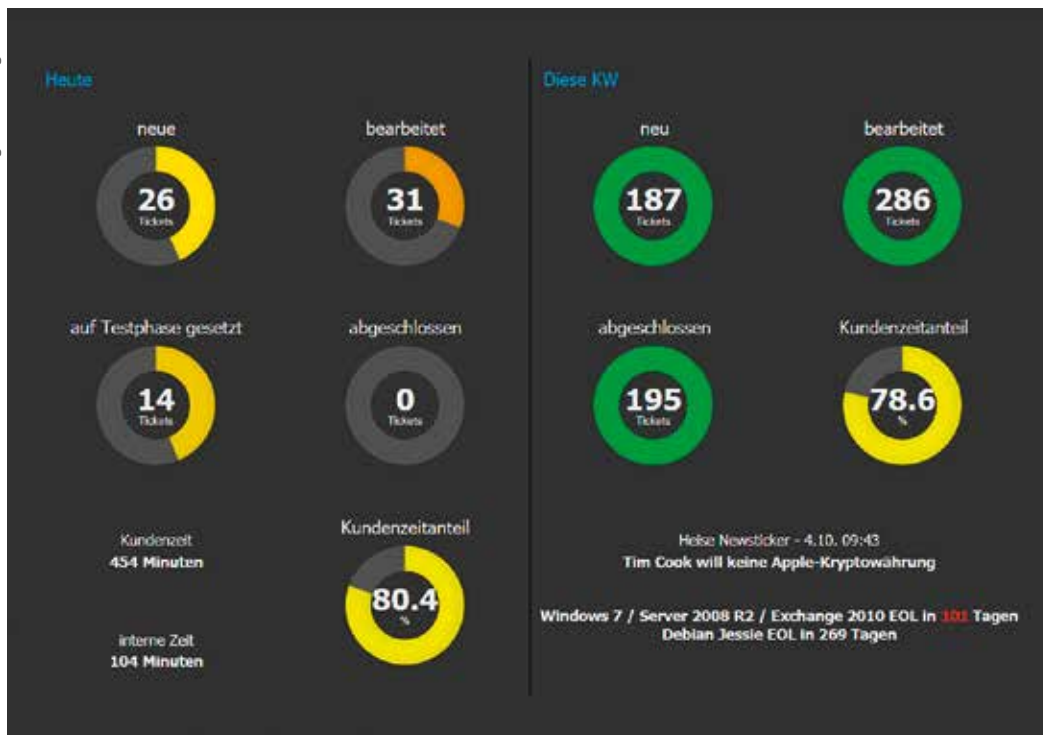 Heute
neue
26
Tickets
bearbeitet
31
Tickets
auf Testphase gesetzt
14
Tickets
abgeschlossen
0
Tickets
Kundenzeit
454 Minuten
interne Zeit
104 Minuten
Kundenzeitanteil
80.4
%
Diese KW
neu
187
Tickets
bearbeitet
286
Tickets
abgeschlossen
195
Tickets
Kundenzeitanteil
78.6
%
Heise Newsticker - 4.10. 09:43
Tim Cook will keine Apple-Kryptowährung
Windows 7 / Server 2008 R2 / Exchange 2010 EOL in 101 Tagen
Debian Jessie EOL in 269 Tagen